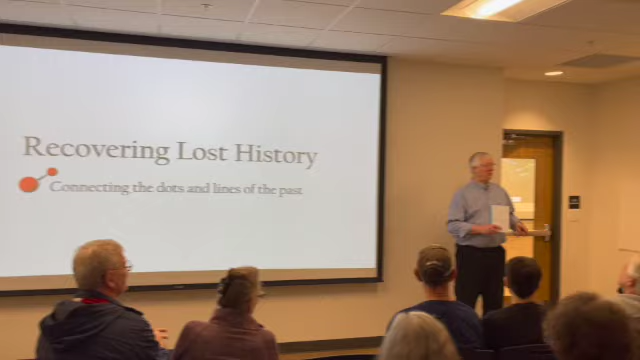 Recovering Lost History
Connecting the dots and lines of the past